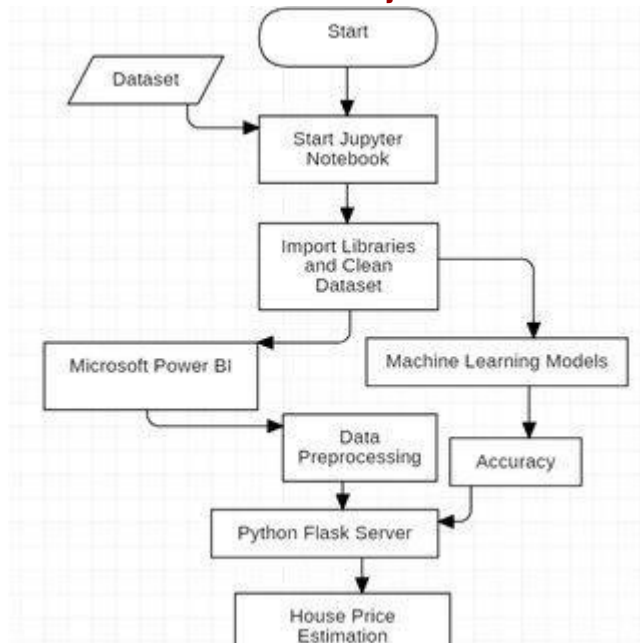 Start
Dataset
Start Jupyter
Notebook
Import Libraries
and Clean
Dataset
Microsoft Power BI
Machine Learning Models
Data
Preprocessing
Accuracy
Python Flask Server
House Price
Estimation